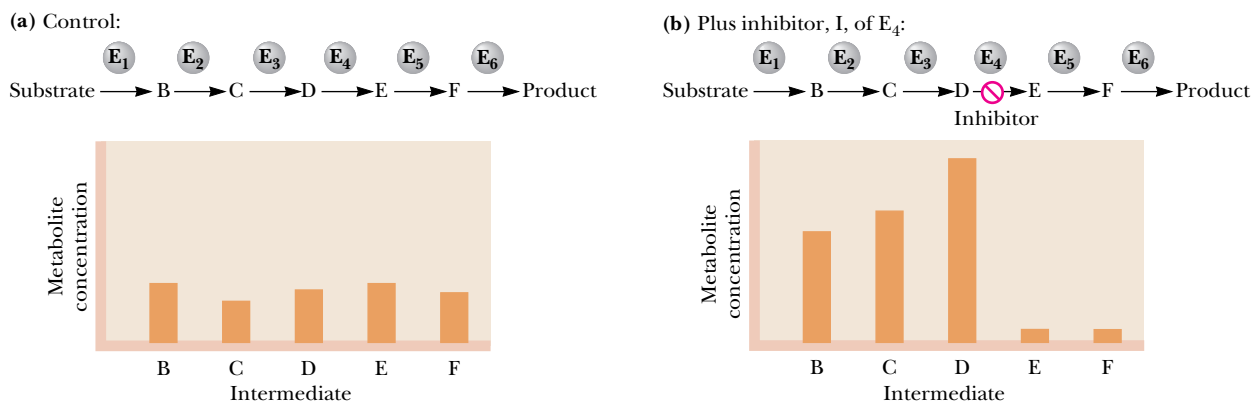 (a) Control:
E₁ E₂ E₃ E₄ E₅ E₆
Substrate B C D E F Product
Metabolite
concentration
B C D E F
Intermediate
(b) Plus inhibitor, I, of E₄:
E₁ E₂ E₃ E₄ E₅ E₆
Substrate B C D E F Product
Inhibitor
Metabolite
concentration
B C D E F
Intermediate